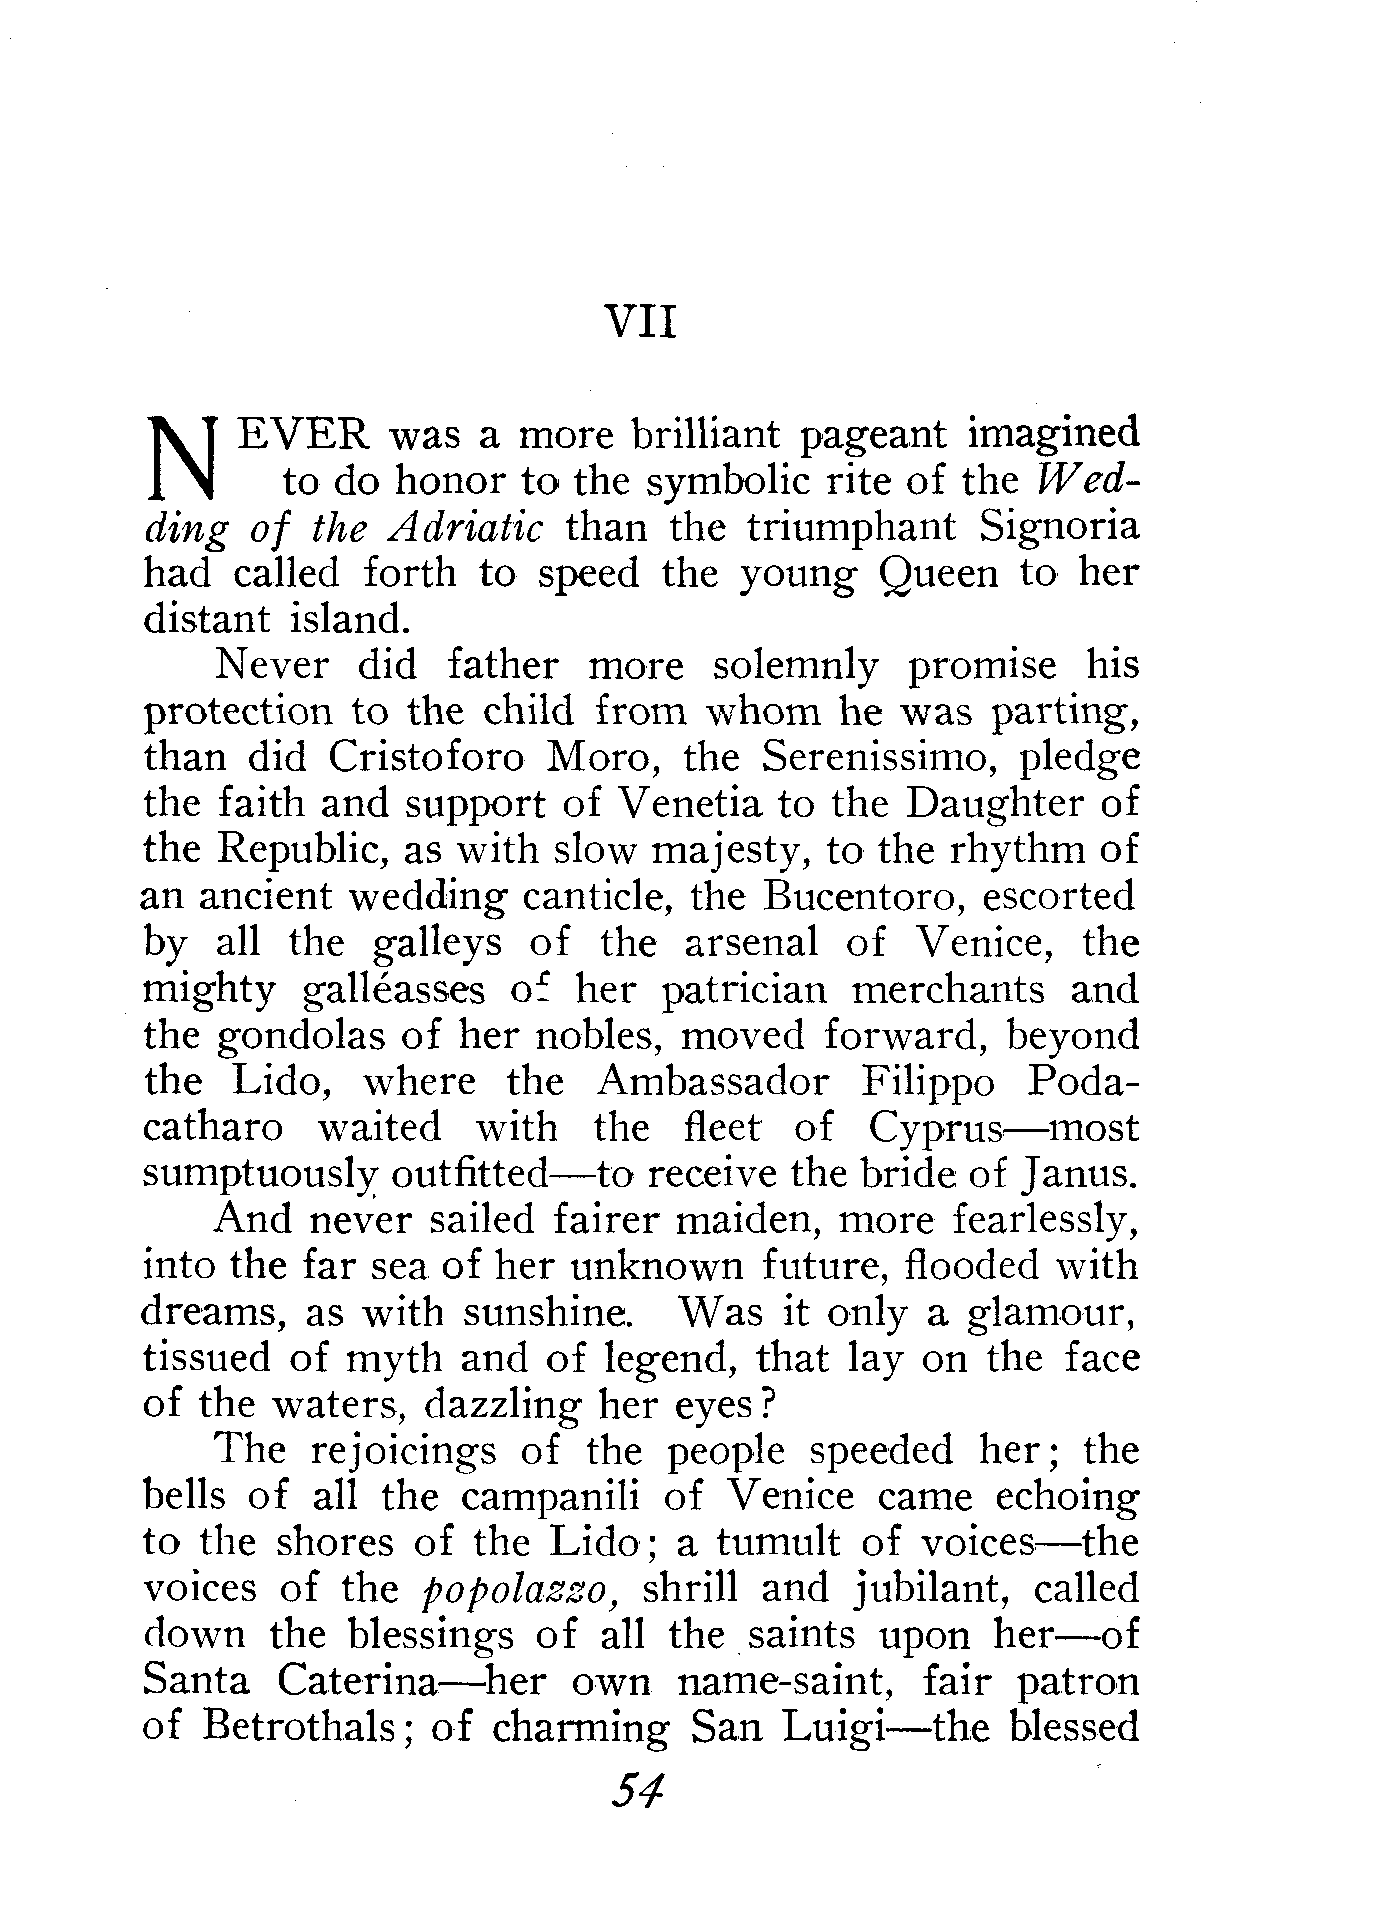 VII
NEVER was a more brilliant pageant imagined
to do honor to the symbolic rite of the Wed-
ding of the Adriatic than the triumphant Signoria
had called forth to speed the young Queen to her
distant island.
Never did father more solemnly promise his
protection to the child from whom he was parting,
than did Cristoforo Moro, the Serenissimo, pledge
the faith and support of Venetia to the Daughter of
the Republic, as with slow majesty, to the rhythm of
an ancient wedding canticle, the Bucentoro, escorted
by all the galleys of the arsenal of Venice, the
mighty galléasses of her patrician merchants and
the gondolas of her nobles, moved forward, beyond
the Lido, where the Ambassador Filippo Poda-
catharo waited with the fleet of Cyprus—most
sumptuously outfitted—to receive the bride of Janus.
And never sailed fairer maiden, more fearlessly,
into the far sea of her unknown future, flooded with
dreams, as with sunshine. Was it only a glamour,
tissued of myth and of legend, that lay on the face
of the waters, dazzling her eyes?
The rejoicings of the people speeded her; the
bells of all the campanili of Venice came echoing
to the shores of the Lido; a tumult of voices—the
voices of the popolazzo, shrill and jubilant, called
down the blessings of all the saints upon her—of
Santa Caterina—her own name-saint, fair patron
of Betrothals; of charming San Luigi—the blessed
54